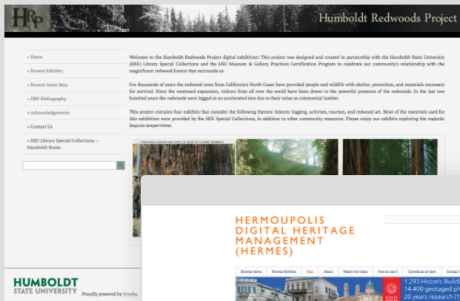 HRP
Humboldt Redwoods Project
» Home
» Browse Exhibits
» Browse Items Map
» HRP Bibliography
» Acknowledgements
» Contact Us
» HSU Library Special Collections --
Humboldt Room
Welcome to the Humboldt Redwoods Project digital exhibition! This project was designed and created in partnership with the Humboldt State University
(HSU) Library Special Collections and the HSU Museum & Gallery Practices Certification Program to celebrate our community's relationship with the
magnificent redwood forests that surrounds us.
For thousands of years the redwood trees from California's North Coast have provided people and wildlife with shelter, protection, and materials necessary
for survival. Since the westward expansion, visitors from all over the world have been drawn to the powerful presence of the redwoods. In the last two
hundred years the redwoods were logged at an accelerated rate due to their value as commercial lumber.
This project contains four exhibits that consider the following themes: historic logging, activism, tourism, and redwood art. Most of the materials used for
this exhibition were provided by the HSU Special Collections, in addition to other community resources. Please enjoy our exhibits exploring the majestic
Sequoia sempervirens.
HUMBOLDT
STATE UNIVERSITY
Proudly powered by Omeka.
HERMOUPOLIS
DIGITAL HERITAGE
MANAGEMENT
(HERMES)
Browse Items
Browse Exhibits
Map
About
Watch the video
How to use it
Contribute an Item
Contact
1.293 Historic Buildi
14.400 geotaged ph
20 years research (1